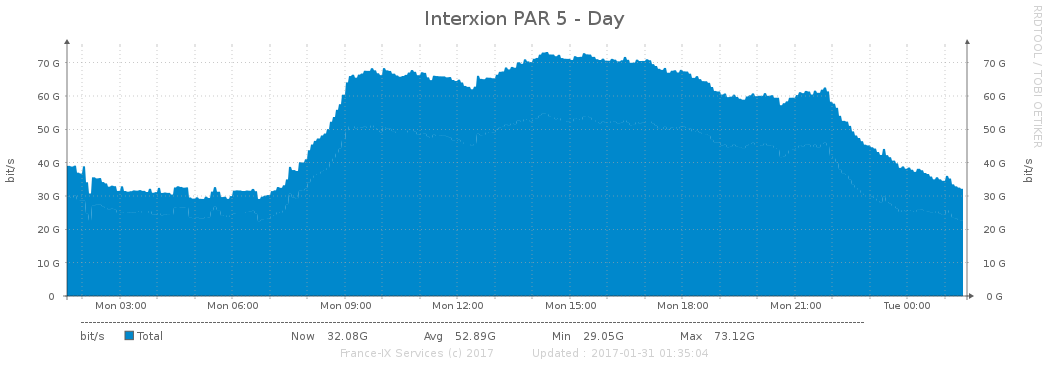 Interxion PAR 5 - Day
RRDTOOL / TOBI OETIKER
bit/s
70 G
60 G
50 G
40 G
30 G
20 G
10 G
0
70 G
60 G
50 G
40 G
30 G
20 G
10 G
0 G
bit/s
Mon 03:00 Mon 06:00 Mon 09:00 Mon 12:00 Mon 15:00 Mon 18:00 Mon 21:00 Tue 00:00
bit/s Total Now 32.08G Avg 52.89G Min 29.05G Max 73.12G
France-IX Services (c) 2017 Updated : 2017-01-31 01:35:04